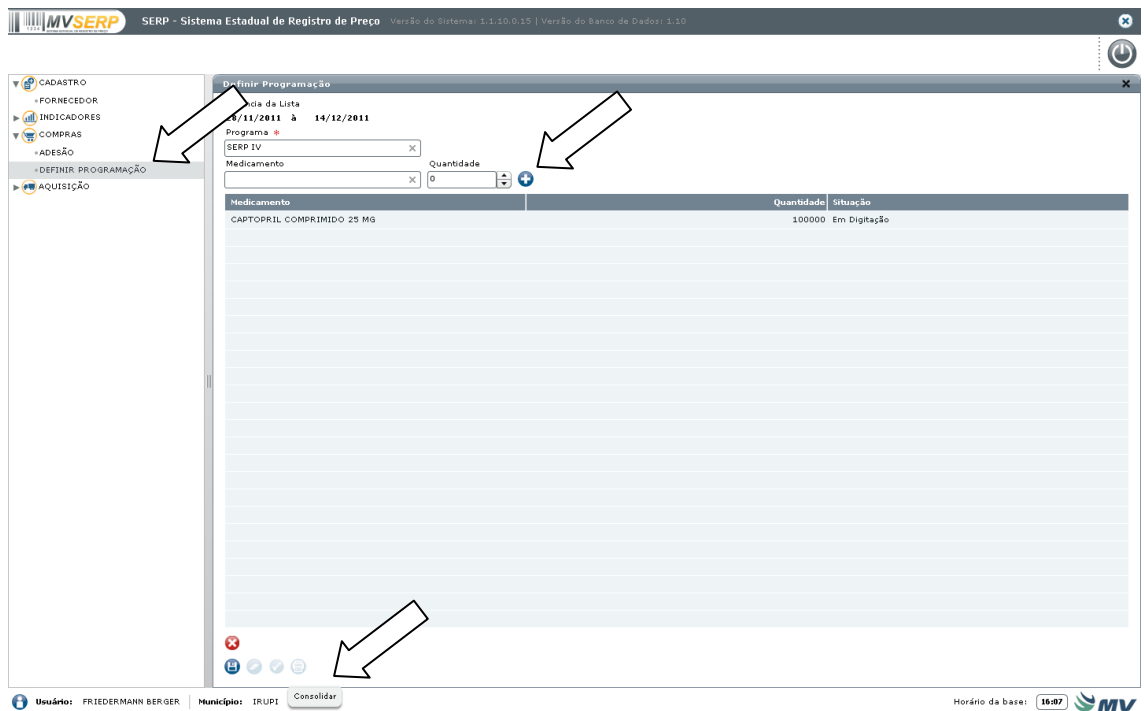 MVSERP SERP - Sistema Estadual de Registro de Preço Versão do Sistema: 1.1.10.0.15 | Versão do Banco de Dados: 1.10
CADASTRO
FORNECEDOR
INDICADORES
COMPRAS
ADESÃO
DEFINIR PROGRAMAÇÃO
AQUISIÇÃO
Definir Programação
da Lista
/11/2011 à 14/12/2011
Programa *
SERP IV
Medicamento Quantidade
0
Medicamento Quantidade Situação
CAPTOPRIL COMPRIMIDO 25 MG 100000 Em Digitação
Consolidar
Usuário: FRIEDERMANN BERGER Município: IRUPI Horário da base: 16:07 MV